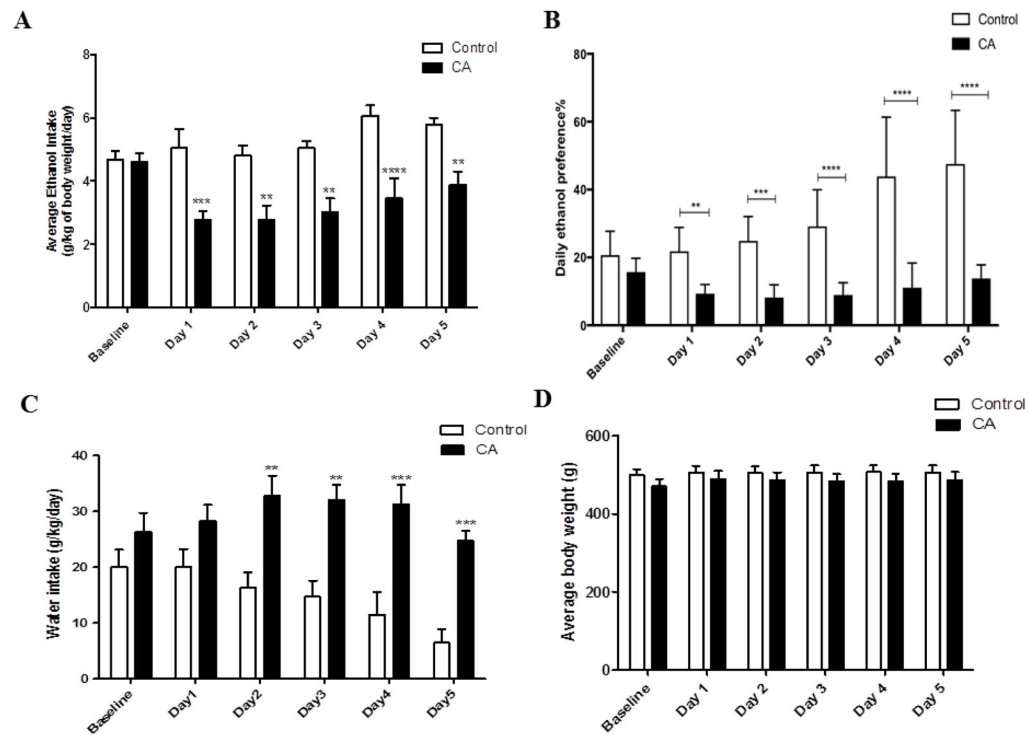 A
Control
CA
Average Ethanol Intake
(g/kg of body weight/day)
8
6
4
2
0
***
**
**
****
**
Baseline
Day 1
Day 2
Day 3
Day 4
Day 5
B
Control
CA
Daily ethanol preference%
80
60
40
20
0
**
***
****
****
****
Baseline
Day 1
Day 2
Day 3
Day 4
Day 5
C
Control
CA
Water intake (g/kg/day)
40
30
20
10
0
**
**
***
***
Baseline
Day1
Day2
Day3
Day4
Day5
D
Control
CA
Average body weight (g)
600
400
200
0
Baseline
Day 1
Day 2
Day 3
Day 4
Day 5